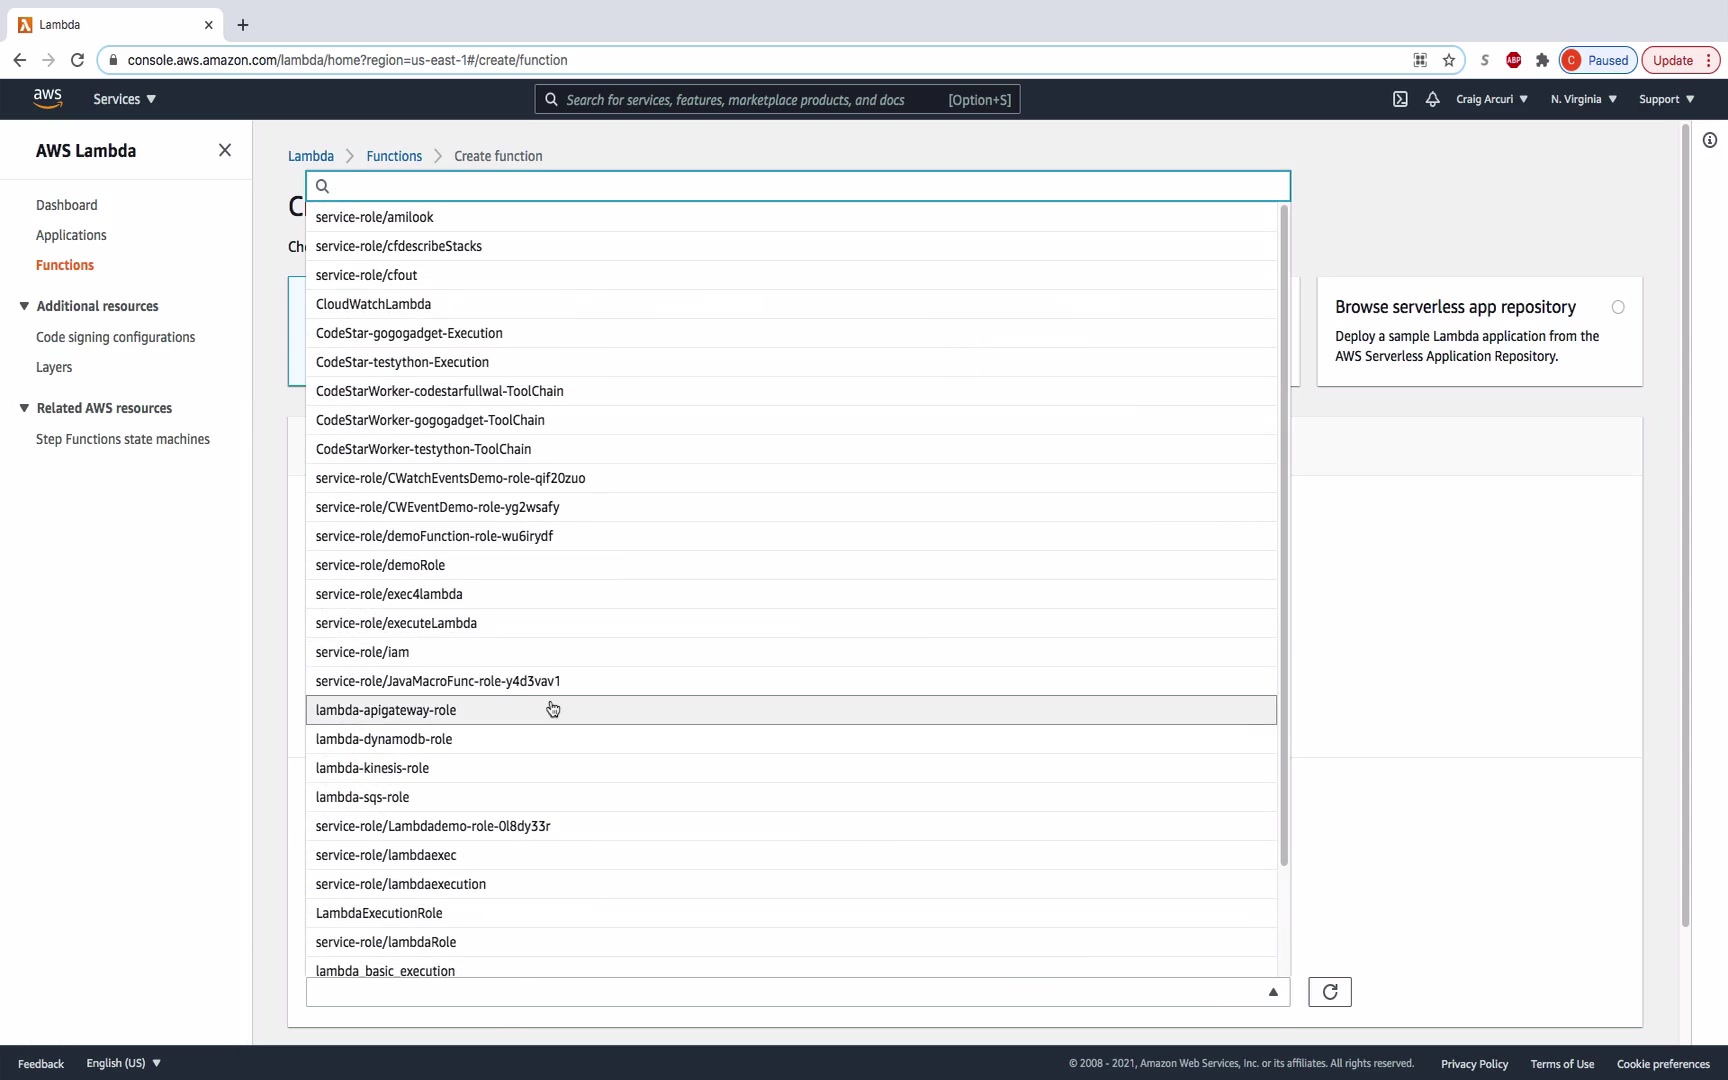 Lambda
console.aws.amazon.com/lambda/home?region=us-east-1#/create/function
S
ABP
C Paused
Update
aws
Services
Search for services, features, marketplace products, and docs [Option+S]
Craig Arcuri
N. Virginia
Support
AWS Lambda
Dashboard
Applications
Functions
Additional resources
Code signing configurations
Layers
Related AWS resources
Step Functions state machines
Lambda
Functions
Create function
service-role/amilook
service-role/cfdescribeStacks
service-role/cfout
CloudWatchLambda
CodeStar-gogogadget-Execution
CodeStar-testython-Execution
CodeStarWorker-codestarfullwal-ToolChain
CodeStarWorker-gogogadget-ToolChain
CodeStarWorker-testython-ToolChain
service-role/CWatchEventsDemo-role-qif20zuo
service-role/CWEventDemo-role-yg2wsafy
service-role/demoFunction-role-wu6irydf
service-role/demoRole
service-role/exec4lambda
service-role/executeLambda
service-role/iam
service-role/JavaMacroFunc-role-y4d3vav1
lambda-apigateway-role
lambda-dynamodb-role
lambda-kinesis-role
lambda-sqs-role
service-role/Lambdademo-role-0l8dy33r
service-role/lambdaexec
service-role/lambdaexecution
LambdaExecutionRole
service-role/lambdaRole
lambda_basic_execution
Browse serverless app repository
Deploy a sample Lambda application from the
AWS Serverless Application Repository.
Feedback
English (US)
© 2008 - 2021, Amazon Web Services, Inc. or its affiliates. All rights reserved.
Privacy Policy
Terms of Use
Cookie preferences